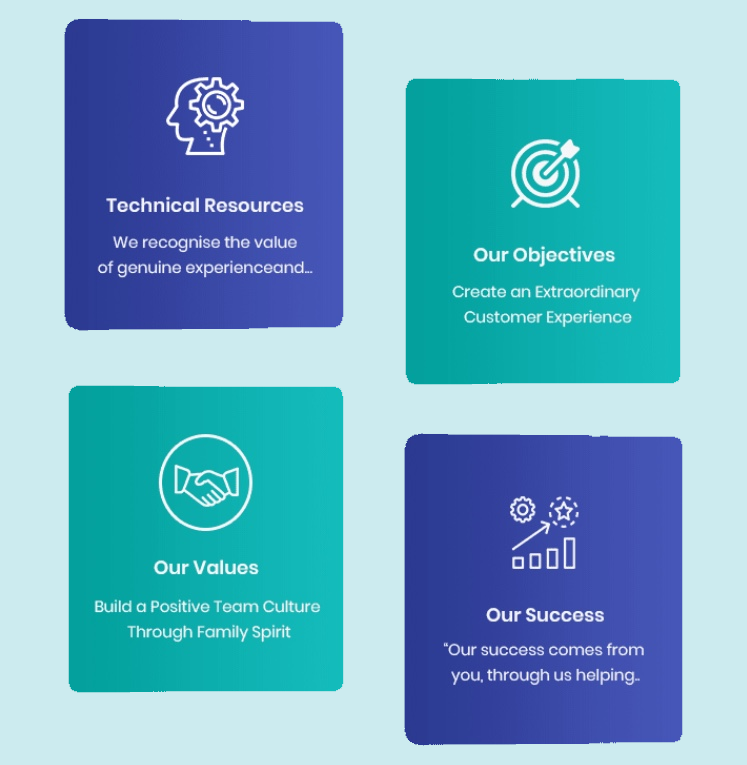 Technical Resources
We recognise the value
of genuine experienceand...
Our Objectives
Create an Extraordinary
Customer Experience
Our Values
Build a Positive Team Culture
Through Family Spirit
Our Success
“Our success comes from
you, through us helping..